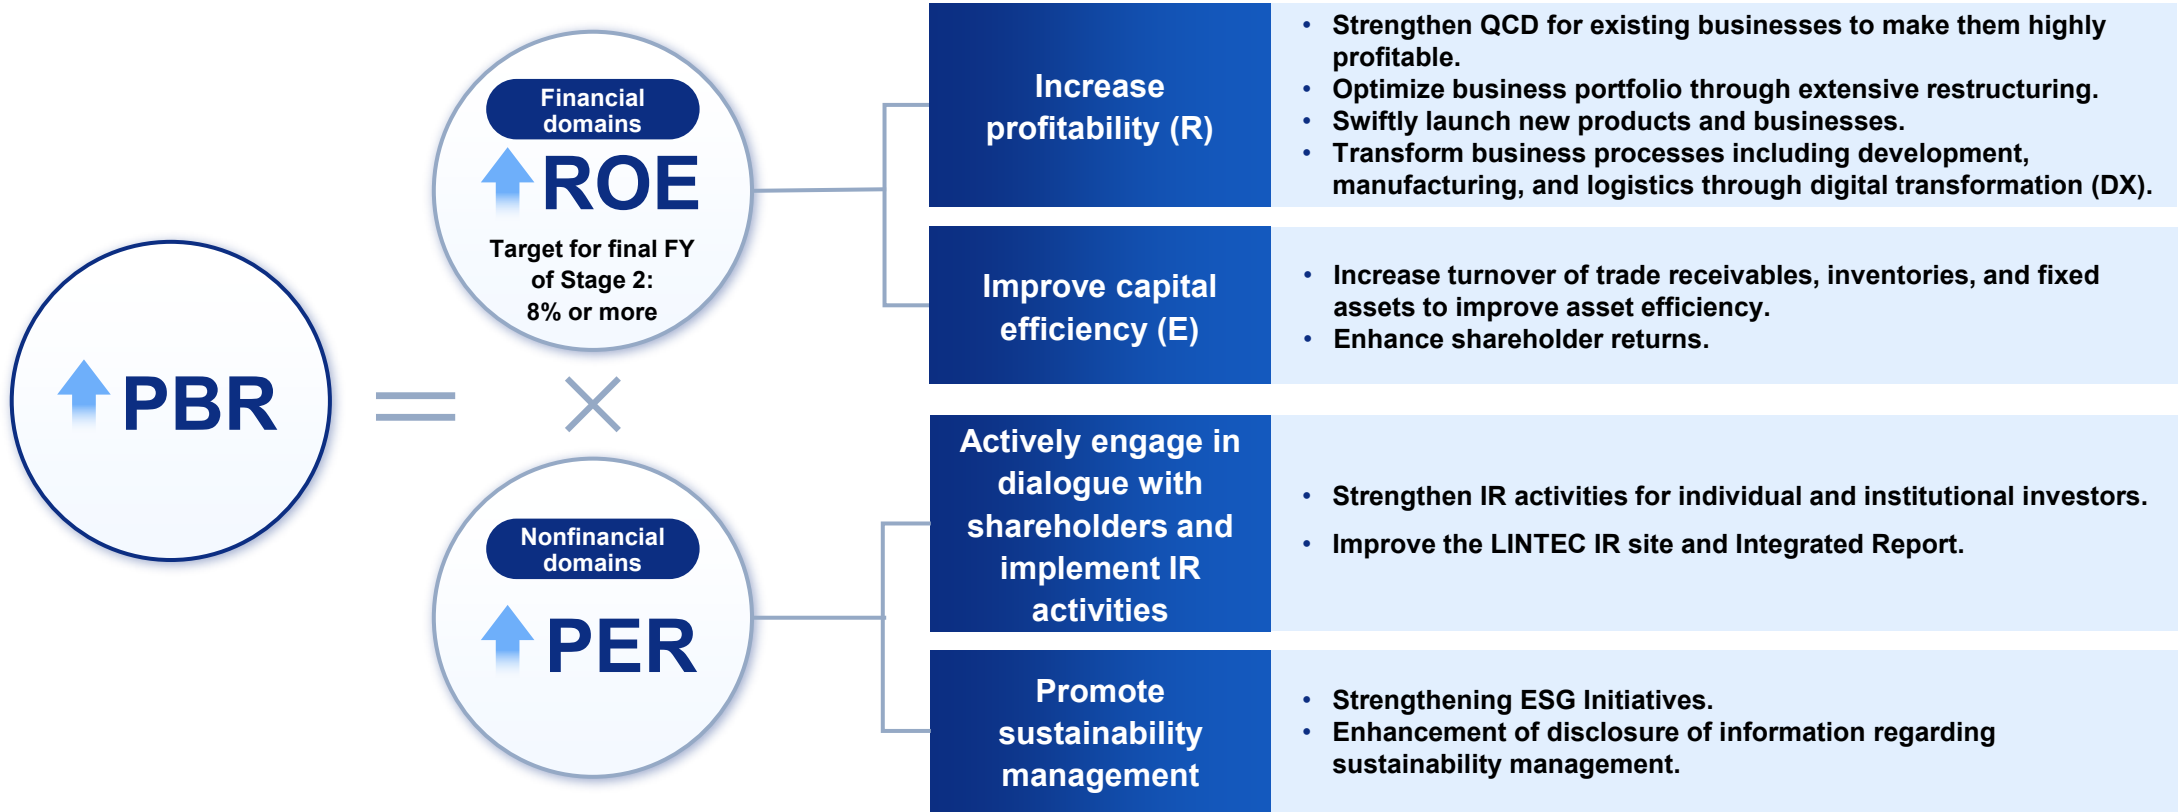 PBR
Financial
domains
ROE
Target for final FY
of Stage 2:
8% or more
Nonfinancial
domains
PER
Increase
profitability (R)
• Strengthen QCD for existing businesses to make them highly
profitable.
• Optimize business portfolio through extensive restructuring.
• Swiftly launch new products and businesses.
• Transform business processes including development,
manufacturing, and logistics through digital transformation (DX).
Improve capital
efficiency (E)
• Increase turnover of trade receivables, inventories, and fixed
assets to improve asset efficiency.
• Enhance shareholder returns.
Actively engage in
dialogue with
shareholders and
implement IR
activities
• Strengthen IR activities for individual and institutional investors.
• Improve the LINTEC IR site and Integrated Report.
Promote
sustainability
management
• Strengthening ESG Initiatives.
• Enhancement of disclosure of information regarding
sustainability management.